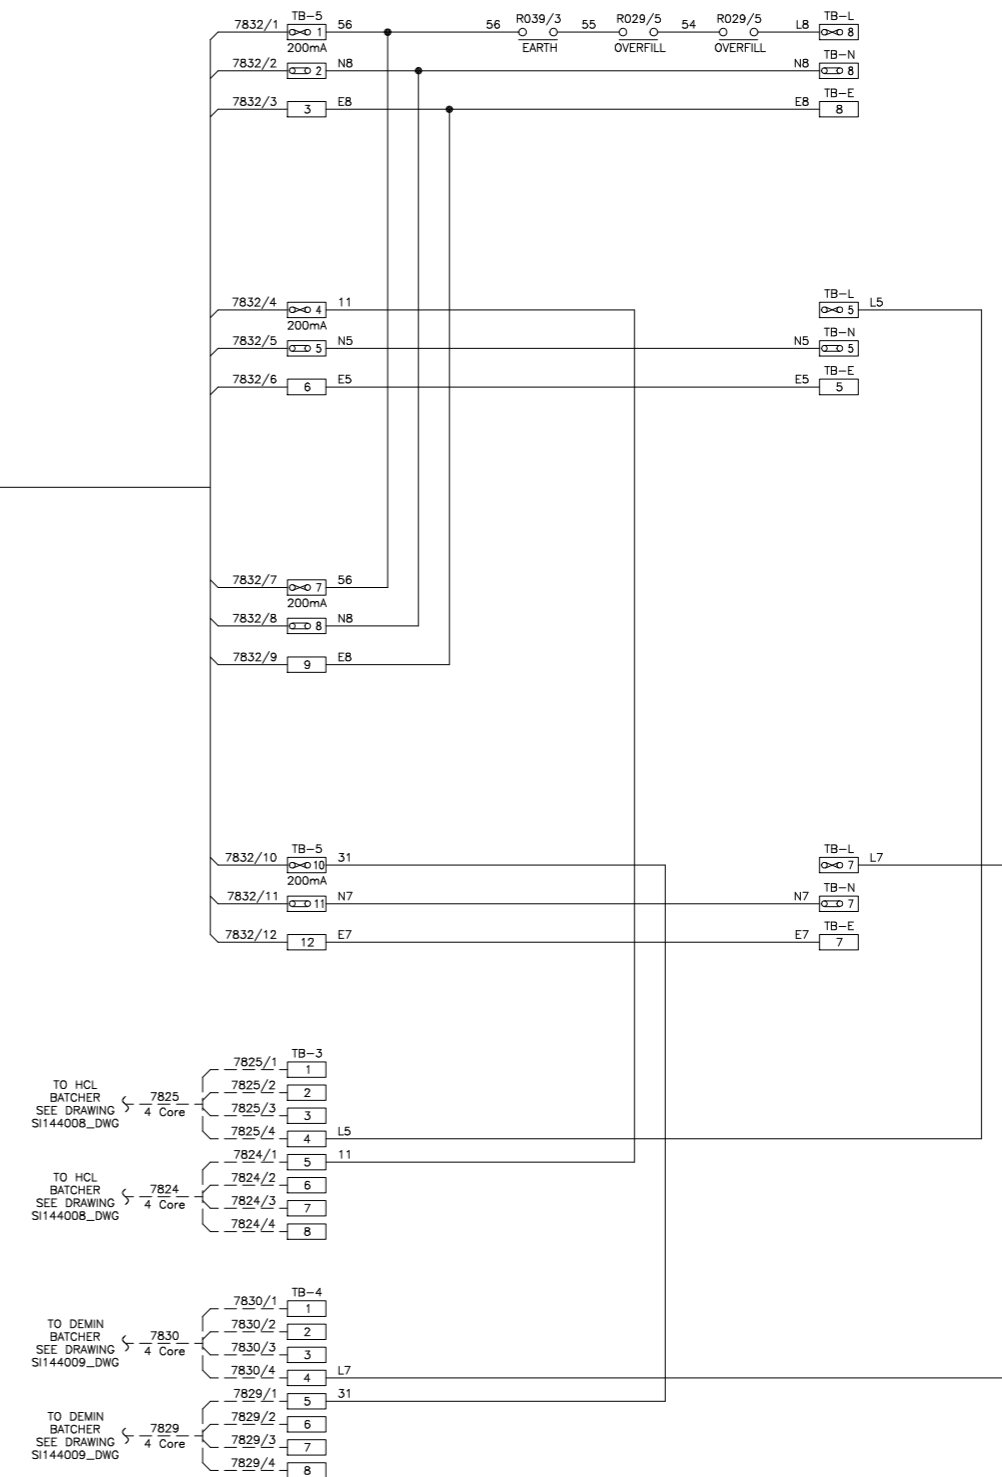 TB-5 R039/3 R029/5 R029/5 TB-L
7832/1 1 56 56 55 54 L8 8
200mA EARTH OVERFILL OVERFILL
TB-N
7832/2 2 N8 N8 8
TB-E
7832/3 3 E8 E8 8
TB-L
7832/4 4 11 5 L5
200mA
TB-N
7832/5 5 N5 N5 5
TB-E
7832/6 6 E5 E5 5
7832/7 7 56
200mA
7832/8 8 N8
7832/9 9 E8
TB-5 TB-L
7832/10 10 31 7 L7
200mA
TB-N
7832/11 11 N7 N7 7
TB-E
7832/12 12 E7 E7 7
TB-3
7825/1 1
7825/2 2
7825/3 3
7825/4 4 L5
TO HCL
BATCHER
SEE DRAWING
SI144008_DWG
7825
4 Core
7824/1 5 11
7824/2 6
7824/3 7
7824/4 8
TO HCL
BATCHER
SEE DRAWING
SI144008_DWG
7824
4 Core
TB-4
7830/1 1
7830/2 2
7830/3 3
7830/4 4 L7
TO DEMIN
BATCHER
SEE DRAWING
SI144009_DWG
7830
4 Core
7829/1 5 31
7829/2 6
7829/3 7
7829/4 8
TO DEMIN
BATCHER
SEE DRAWING
SI144009_DWG
7829
4 Core